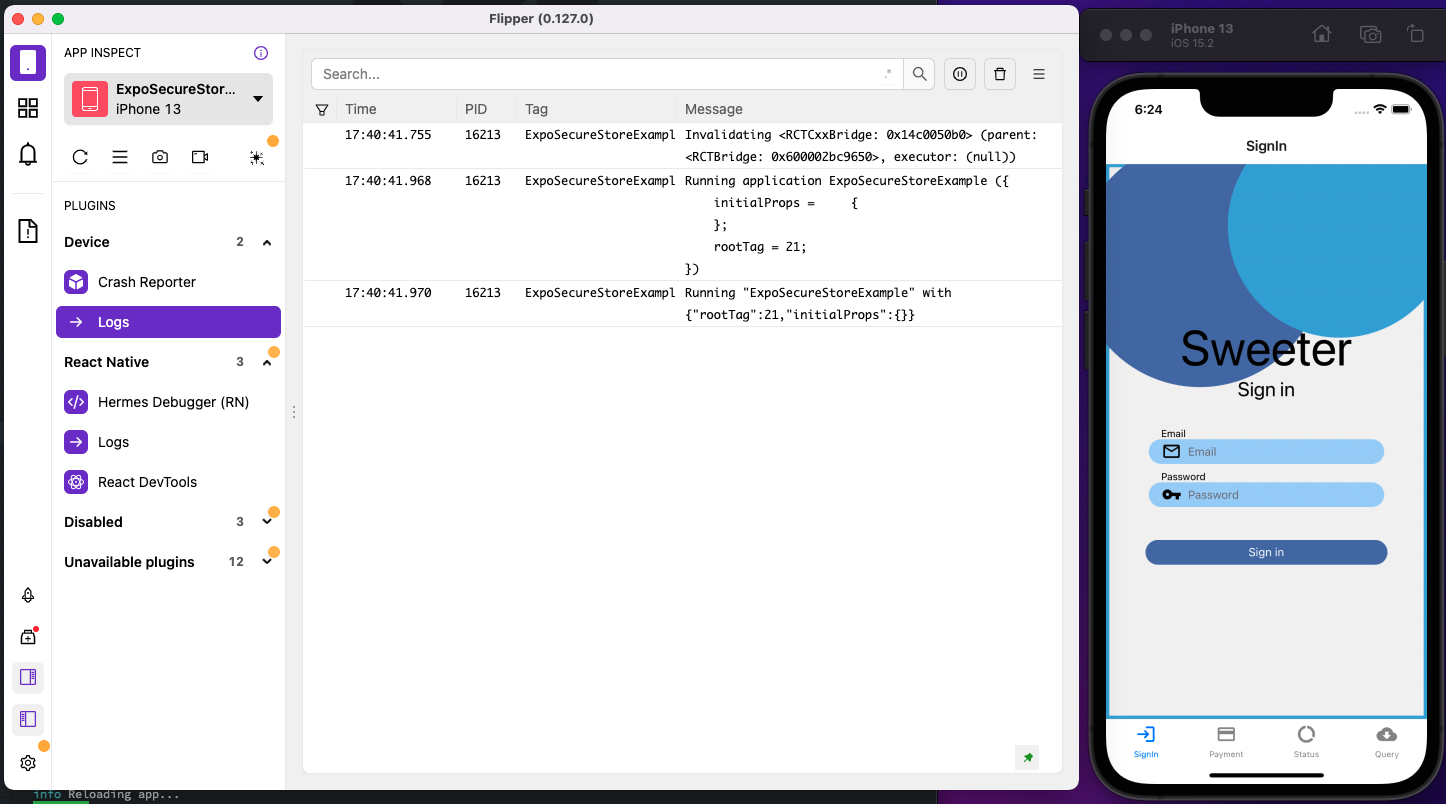 Flipper (0.127.0)
APP INSPECT
ExpoSecureStor...
iPhone 13
PLUGINS
Device 2
Crash Reporter
Logs
React Native 3
Hermes Debugger (RN)
Logs
React DevTools
Disabled 3
Unavailable plugins 12
Search...
.*
Time PID Tag Message
17:40:41.755 16213 ExpoSecureStoreExampl Invalidating <RCTCxxBridge: 0x14c0050b0> (parent:
<RCTBridge: 0x600002bc9650>, executor: (null))
17:40:41.968 16213 ExpoSecureStoreExampl Running application ExpoSecureStoreExample ({
initialProps = {
};
rootTag = 21;
})
17:40:41.970 16213 ExpoSecureStoreExampl Running "ExpoSecureStoreExample" with
{"rootTag":21,"initialProps":{}}
info Reloading app...
iPhone 13
iOS 15.2
6:24
SignIn
Sweeter
Sign in
Email
Email
Password
Password
Sign in
SignIn Payment Status Query